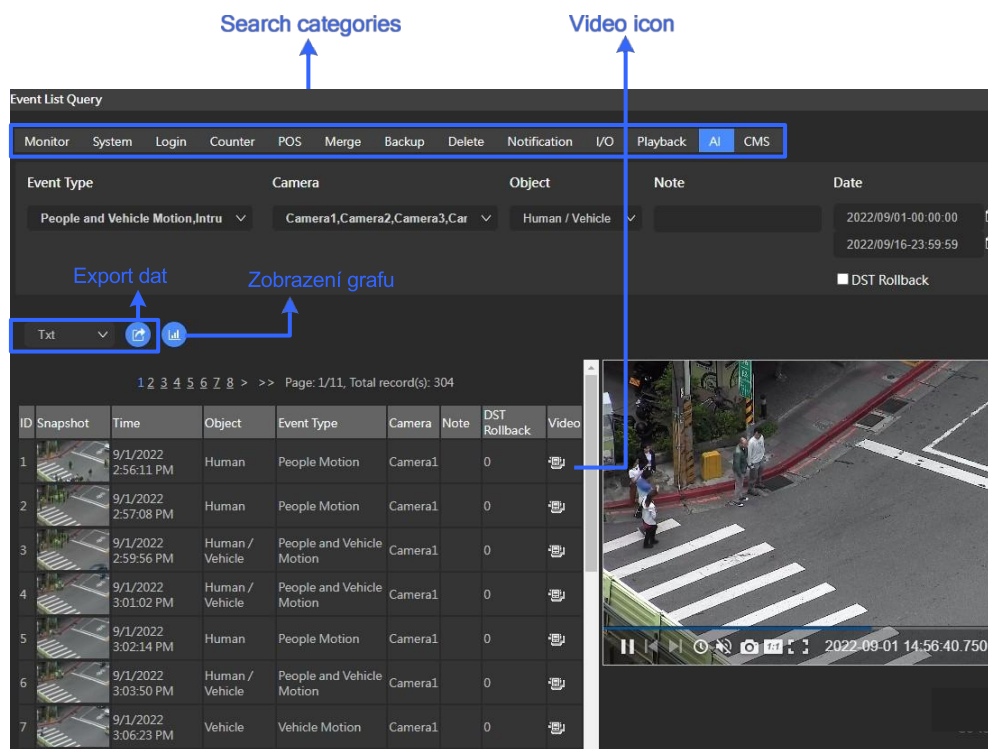 Search categories
Video icon
Event List Query
Monitor System Login Counter POS Merge Backup Delete Notification I/O Playback AI CMS
Event Type Camera Object Note Date
People and Vehicle Motion,Intru Camera1,Camera2,Camera3,Car Human / Vehicle 2022/09/01-00:00:00
2022/09/16-23:59:59
DST Rollback
Export dat
Zobrazení grafu
Txt
1 2 3 4 5 6 7 8 > >> Page: 1/11, Total record(s): 304
ID Snapshot Time Object Event Type Camera Note DST Rollback Video
1 9/1/2022 2:56:11 PM Human People Motion Camera1 0
2 9/1/2022 2:57:08 PM Human People Motion Camera1 0
3 9/1/2022 2:59:56 PM Human / Vehicle People and Vehicle Motion Camera1 0
4 9/1/2022 3:01:02 PM Human / Vehicle People and Vehicle Motion Camera1 0
5 9/1/2022 3:02:14 PM Human People Motion Camera1 0
6 9/1/2022 3:03:50 PM Human / Vehicle People and Vehicle Motion Camera1 0
7 9/1/2022 3:06:23 PM Vehicle Vehicle Motion Camera1 0
1:1 2022-09-01 14:56:40.750